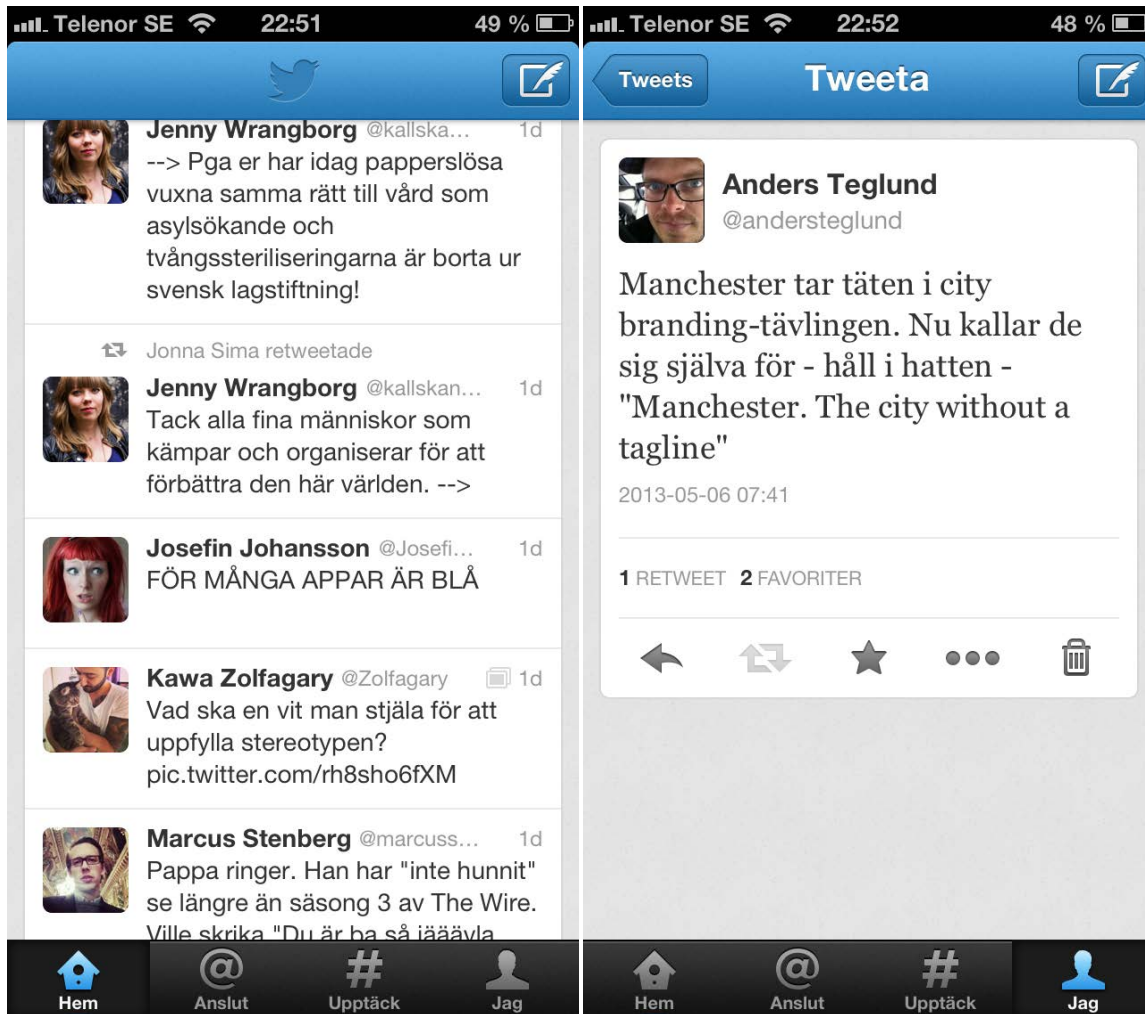 Telenor SE 22:51 49 %
Jenny Wrangborg @kallska... 1d
--> Pga er har idag papperslösa
vuxna samma rätt till vård som
asylsökande och
tvångssteriliseringarna är borta ur
svensk lagstiftning!
Jonna Sima retweetade
Jenny Wrangborg @kallskan... 1d
Tack alla fina människor som
kämpar och organiserar för att
förbättra den här världen. -->
Josefin Johansson @Josefi... 1d
FÖR MÅNGA APPAR ÄR BLÅ
Kawa Zolfagary @Zolfagary 1d
Vad ska en vit man stjäla för att
uppfylla stereotypen?
pic.twitter.com/rh8sho6fXM
Marcus Stenberg @marcuss... 1d
Pappa ringer. Han har "inte hunnit"
se längre än säsong 3 av The Wire.
Ville skrika "Du är ba så jääävla
Hem Anslut Upptäck Jag
Telenor SE 22:52 48 %
Tweets Tweeta
Anders Teglund
@andersteglund
Manchester tar täten i city
branding-tävlingen. Nu kallar de
sig själva för - håll i hatten -
"Manchester. The city without a
tagline"
2013-05-06 07:41
1 RETWEET 2 FAVORITER
Hem Anslut Upptäck Jag